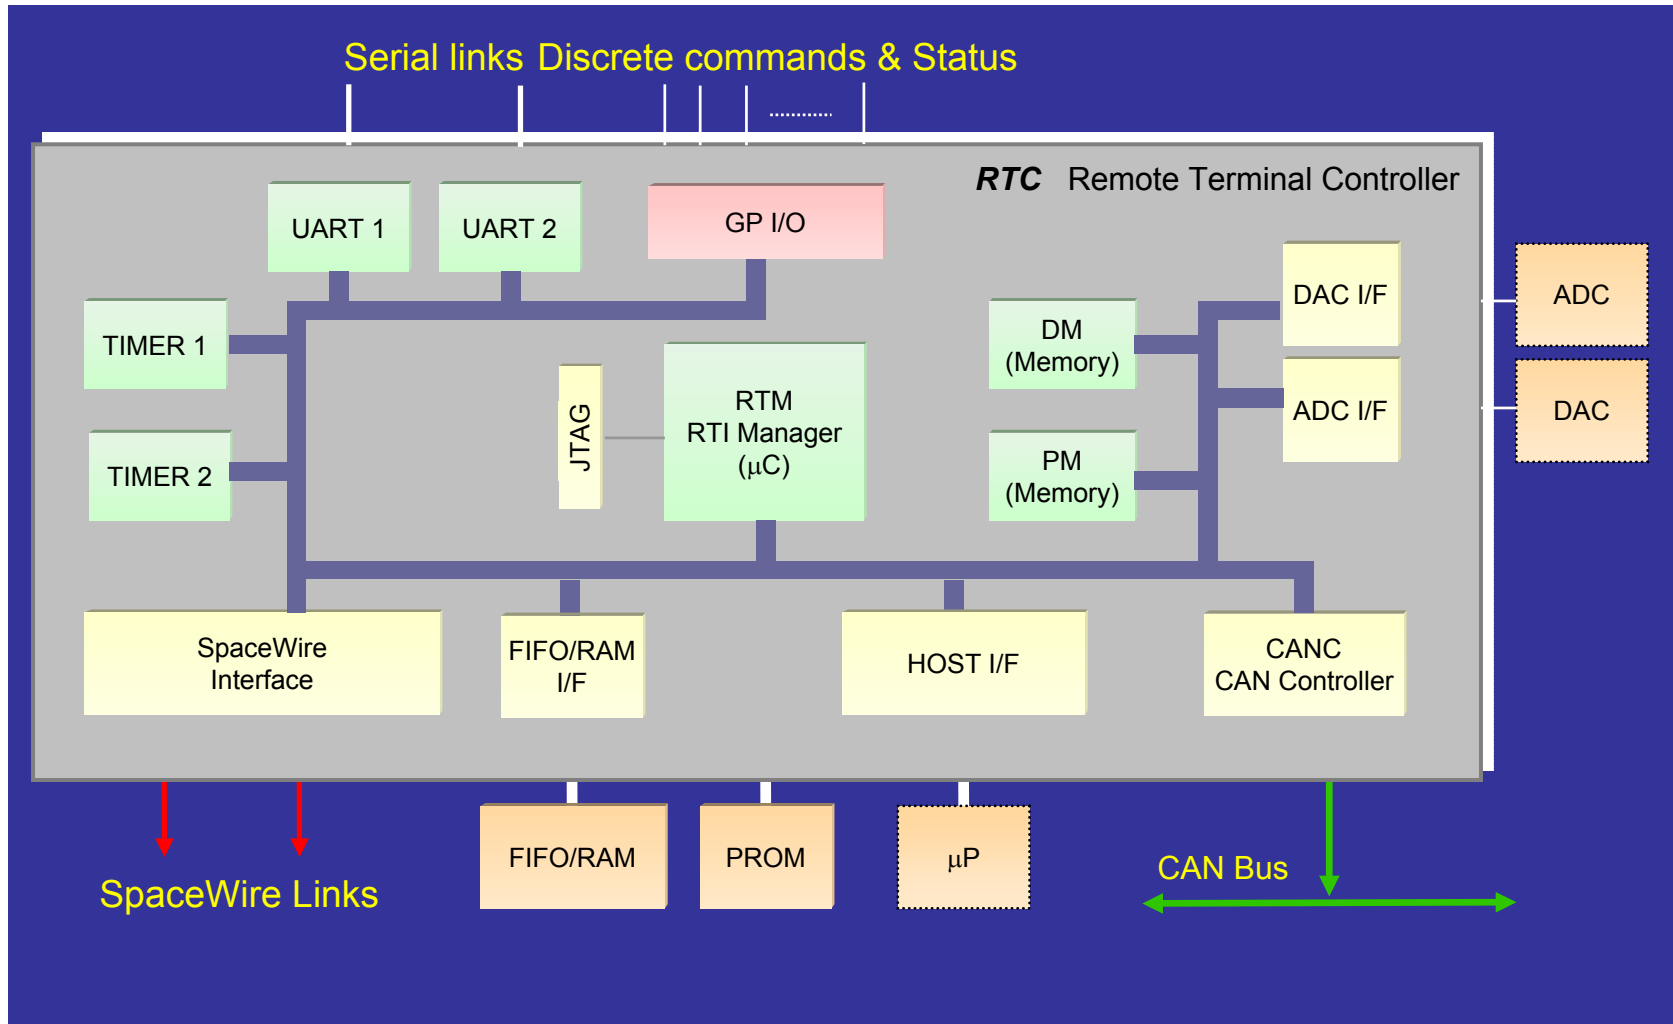 Serial links Discrete commands & Status
RTC Remote Terminal Controller
UART 1
UART 2
GP I/O
TIMER 1
TIMER 2
JTAG
RTM
RTI Manager
(μC)
DM
(Memory)
PM
(Memory)
DAC I/F
ADC I/F
ADC
DAC
SpaceWire
Interface
FIFO/RAM
I/F
HOST I/F
CANC
CAN Controller
SpaceWire Links
FIFO/RAM
PROM
μP
CAN Bus